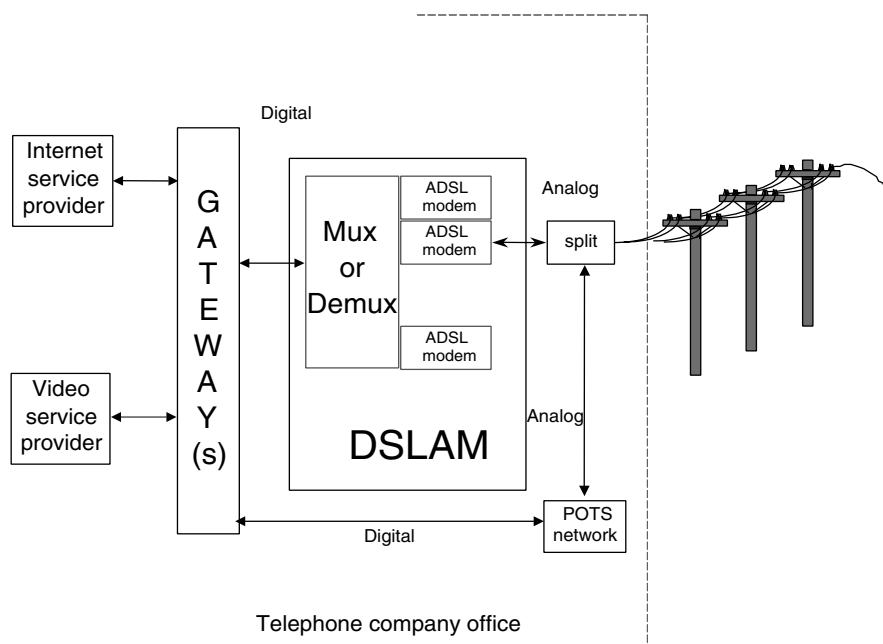 Digital
Internet
service
provider
G
A
T
E
W
A
Y
(s)
Mux
or
Demux
ADSL
modem
ADSL
modem
ADSL
modem
Analog
split
Video
service
provider
DSLAM
Analog
POTS
network
Digital
Telephone company office